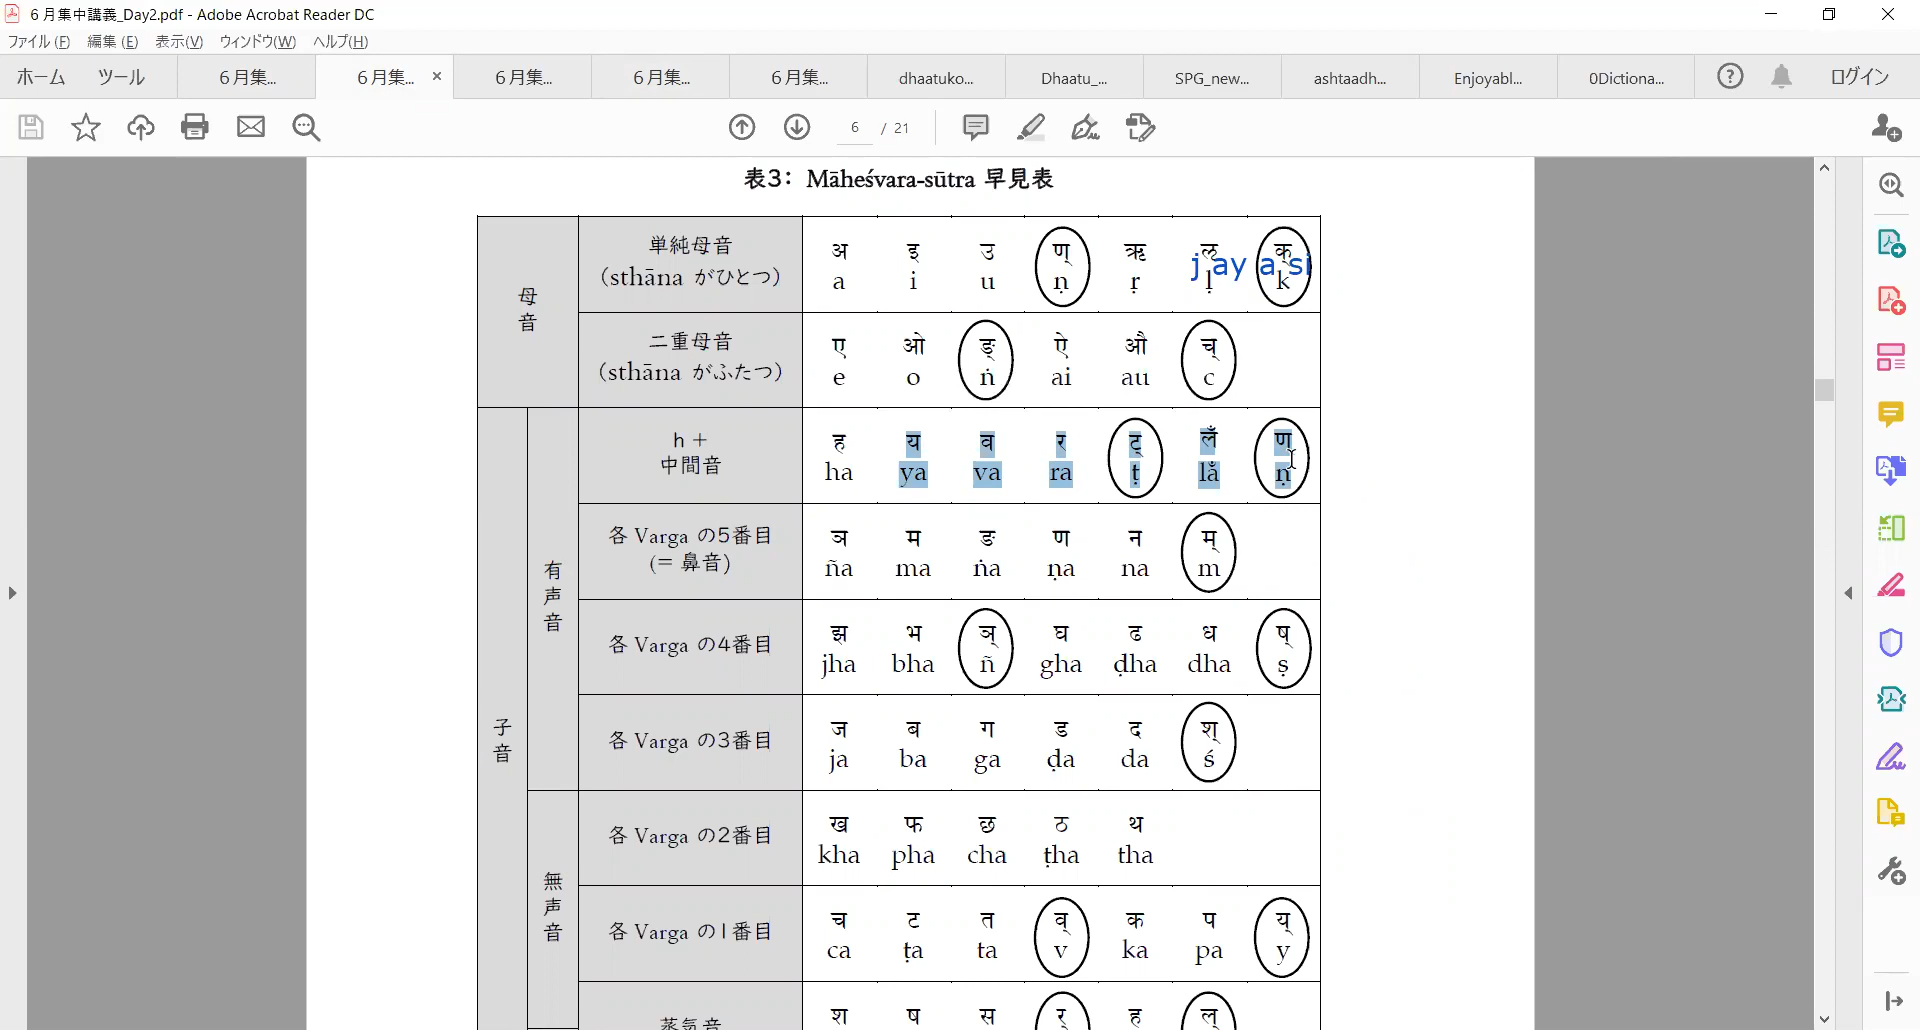 6月集中講義_Day2.pdf - Adobe Acrobat Reader DC
ファイル(F) 編集(E) 表示(V) ウィンドウ(W) ヘルプ(H)
ホーム ツール 6月集... 6月集... × 6月集... 6月集... 6月集... dhaatuko... Dhaatu_... SPG_new... ashtaadh... Enjoyabl... 0Dictiona... ログイン
6 / 21
表3: Māheśvara-sūtra 早見表
母音
単純母音
(sthāna がひとつ)
अ इ उ ण् ऋ ऌ क्
a i u ṇ ṛ ḷ k
j ay a si
二重母音
(sthāna がふたつ)
ए ओ ङ् ऐ औ च्
e o ṅ ai au c
子音
有声音
h +
中間音
ह य व र ट् लँ ण्
ha ya va ra ṭ lå̐ ṇ
各 Varga の5番目
(= 鼻音)
ञ म ङ ण न म्
ña ma ṅa ṇa na m
各 Varga の4番目
झ भ ञ् घ ढ ध ष्
jha bha ñ gha ḍha dha ṣ
各 Varga の3番目
ज ब ग ड द श्
ja ba ga ḍa da ś
無声音
各 Varga の2番目
ख फ छ ठ थ
kha pha cha ṭha tha
各 Varga の1番目
च ट त व् क प य्
ca ṭa ta v ka pa y
蒸気音
श ष स र् ह ल्